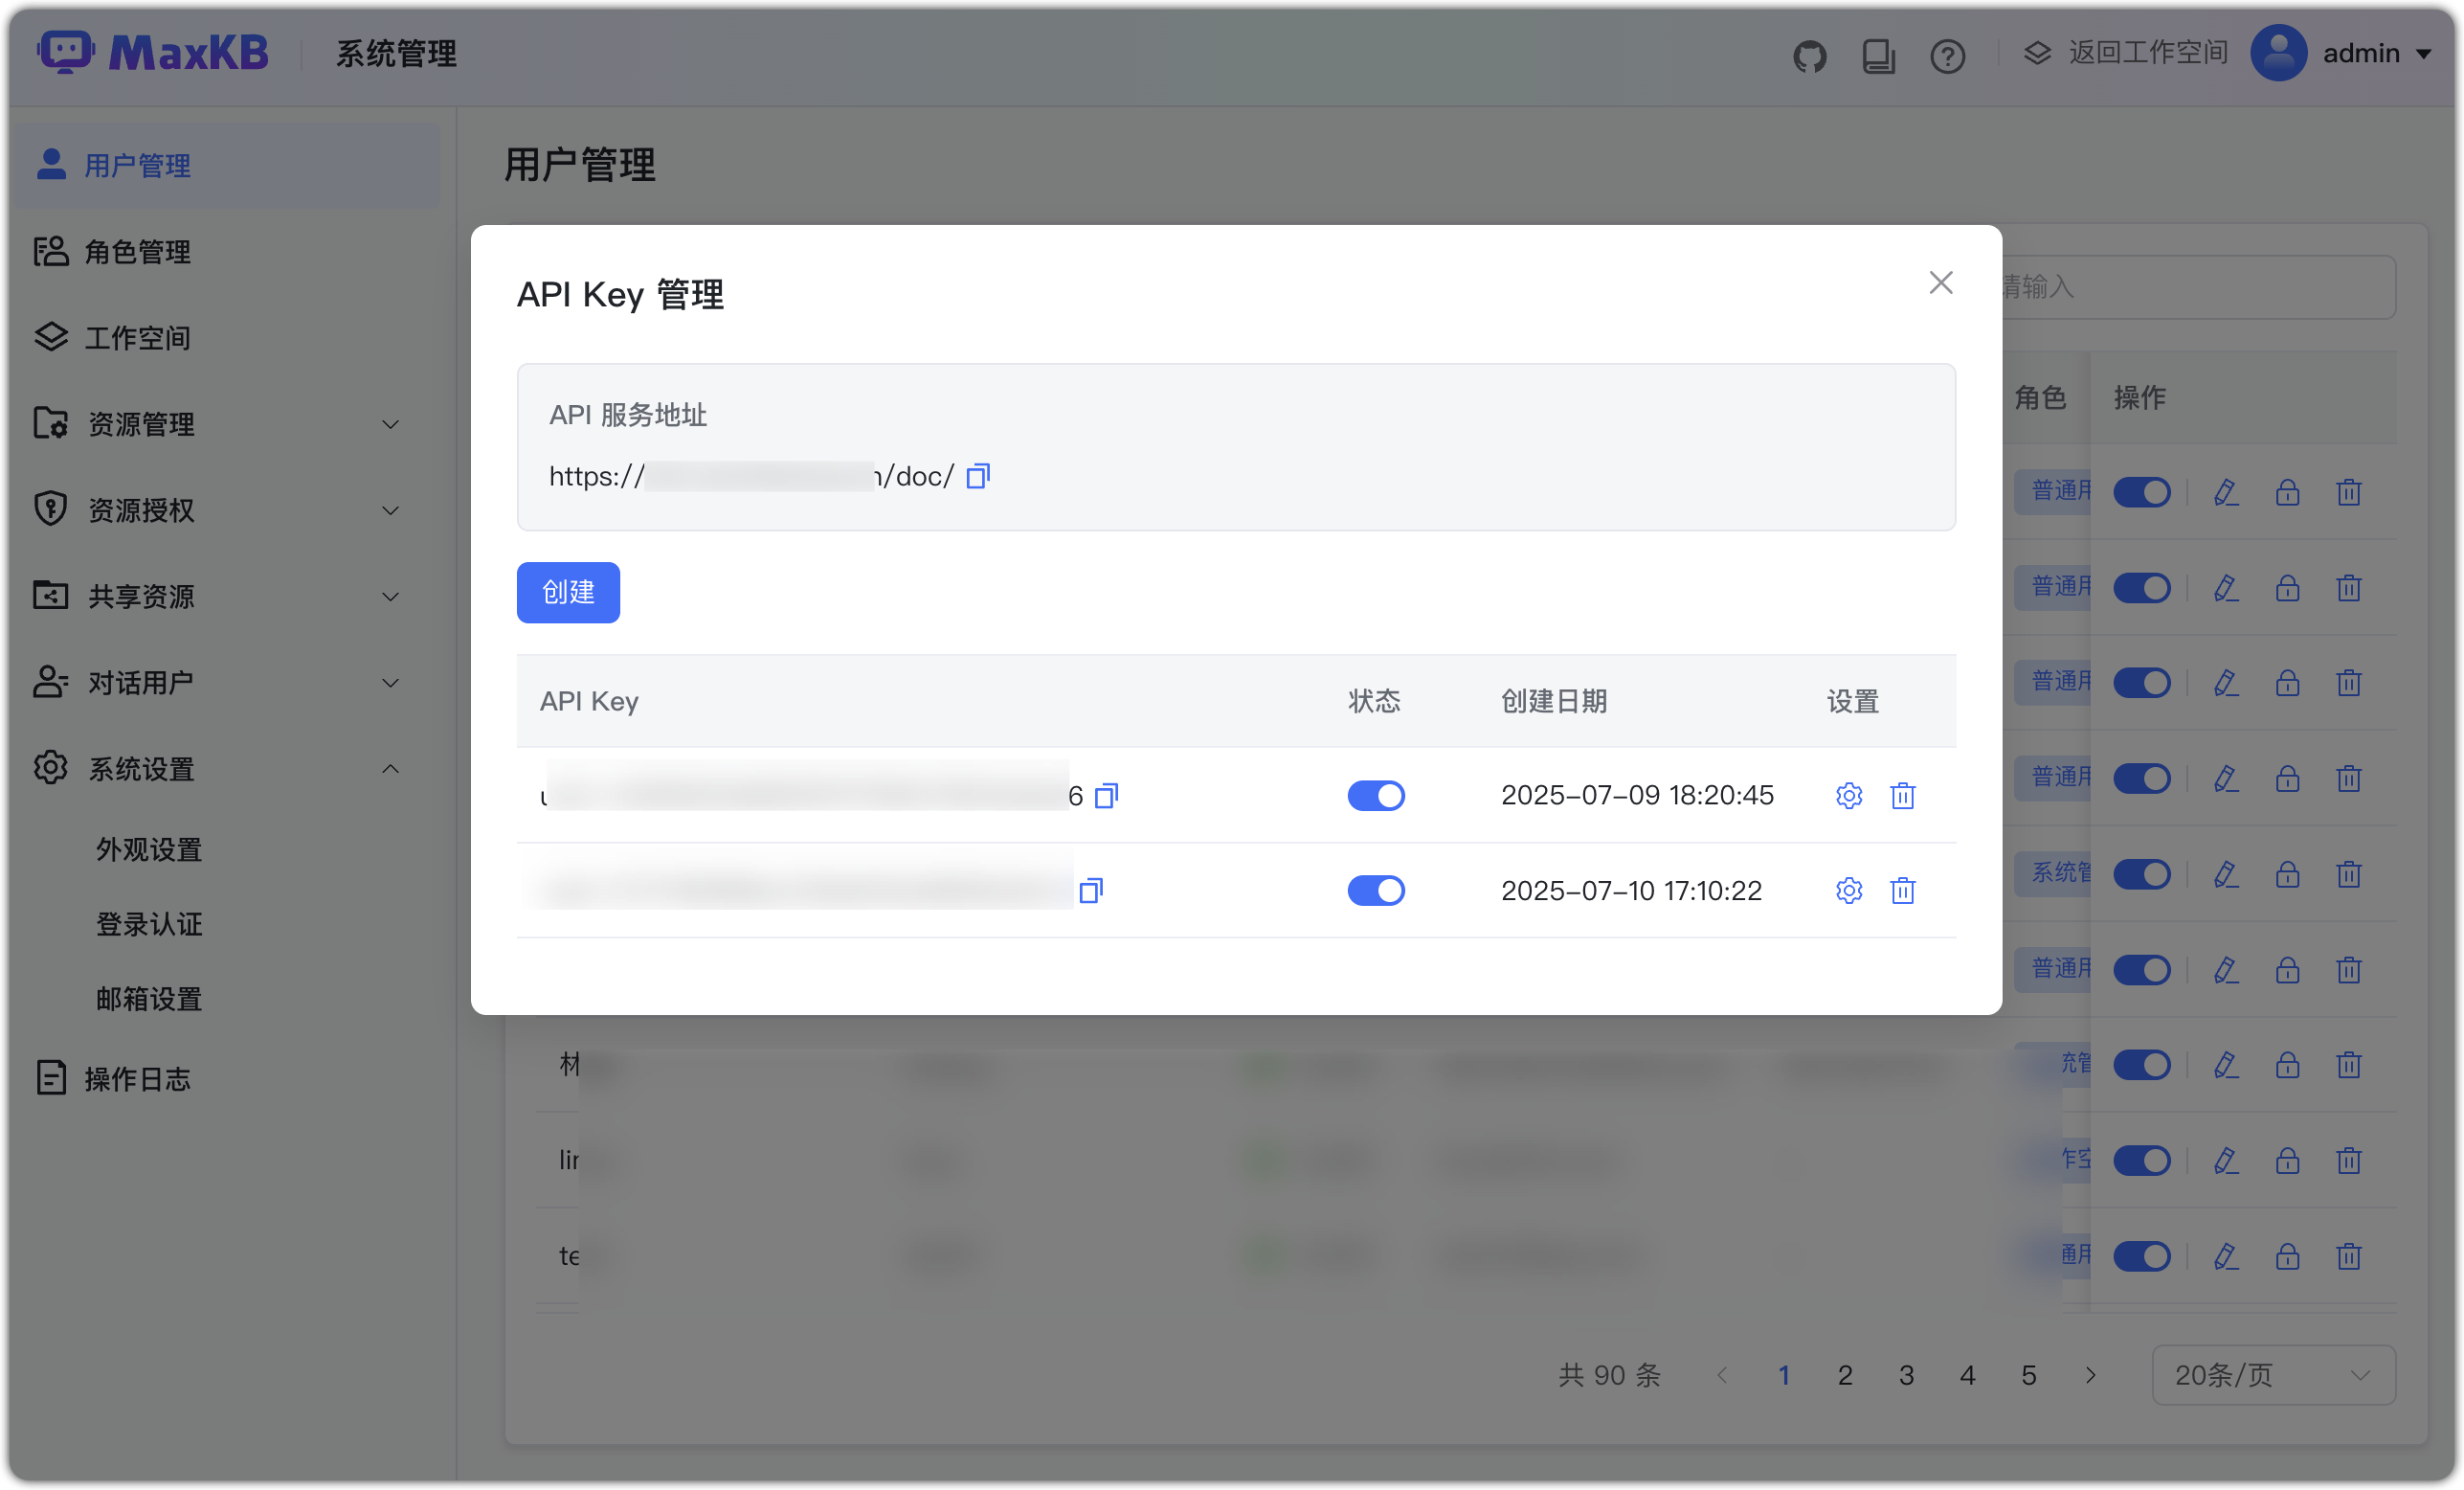 MaxKB 系统管理 返回工作空间 admin
用户管理
角色管理
工作空间
资源管理
资源授权
共享资源
对话用户
系统设置
外观设置
登录认证
邮箱设置
操作日志
用户管理
请输入
角色 操作
普通用
普通用
普通用
普通用
系统管
普通用
API Key 管理
API 服务地址
https:// /doc/
创建
API Key 状态 创建日期 设置
6 2025-07-09 18:20:45
2025-07-10 17:10:22
林 统管
lin 作空
te 通用
共 90 条 1 2 3 4 5 20条/页